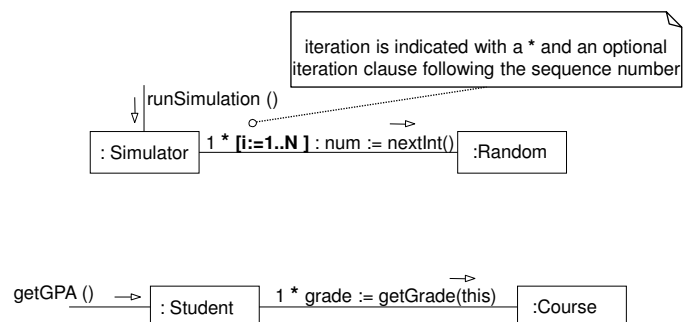 iteration is indicated with a * and an optional
iteration clause following the sequence number
runSimulation ()
: Simulator
1 * [i:=1..N ] : num := nextInt()
:Random
getGPA ()
: Student
1 * grade := getGrade(this)
:Course